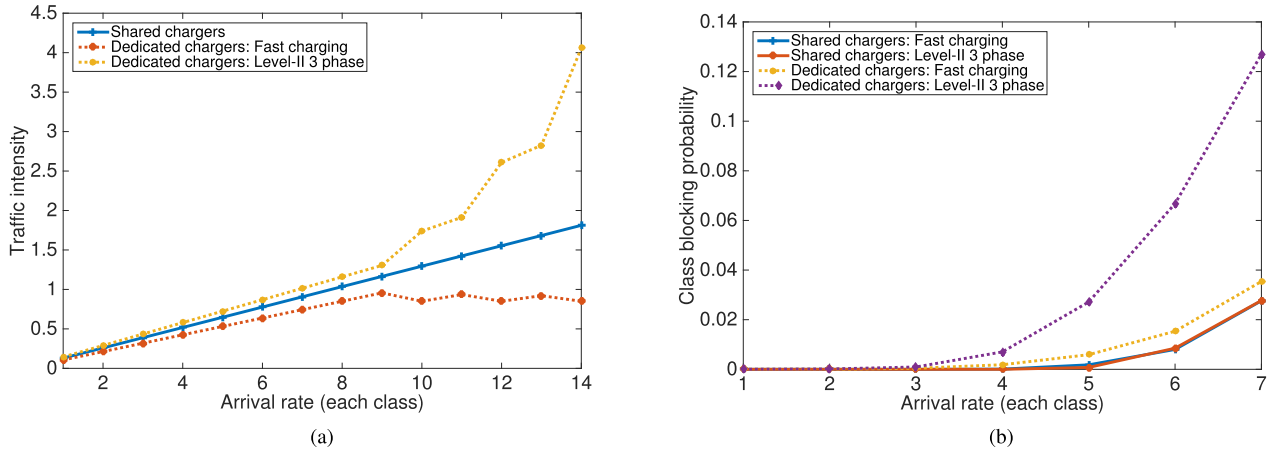 4.5
4
3.5
3
2.5
2
1.5
1
0.5
0
Traffic intensity
Shared chargers
Dedicated chargers: Fast charging
Dedicated chargers: Level-II 3 phase
2 4 6 8 10 12 14
Arrival rate (each class)
(a)
0.14
0.12
0.1
0.08
0.06
0.04
0.02
0
Class blocking probability
Shared chargers: Fast charging
Shared chargers: Level-II 3 phase
Dedicated chargers: Fast charging
Dedicated chargers: Level-II 3 phase
1 2 3 4 5 6 7
Arrival rate (each class)
(b)